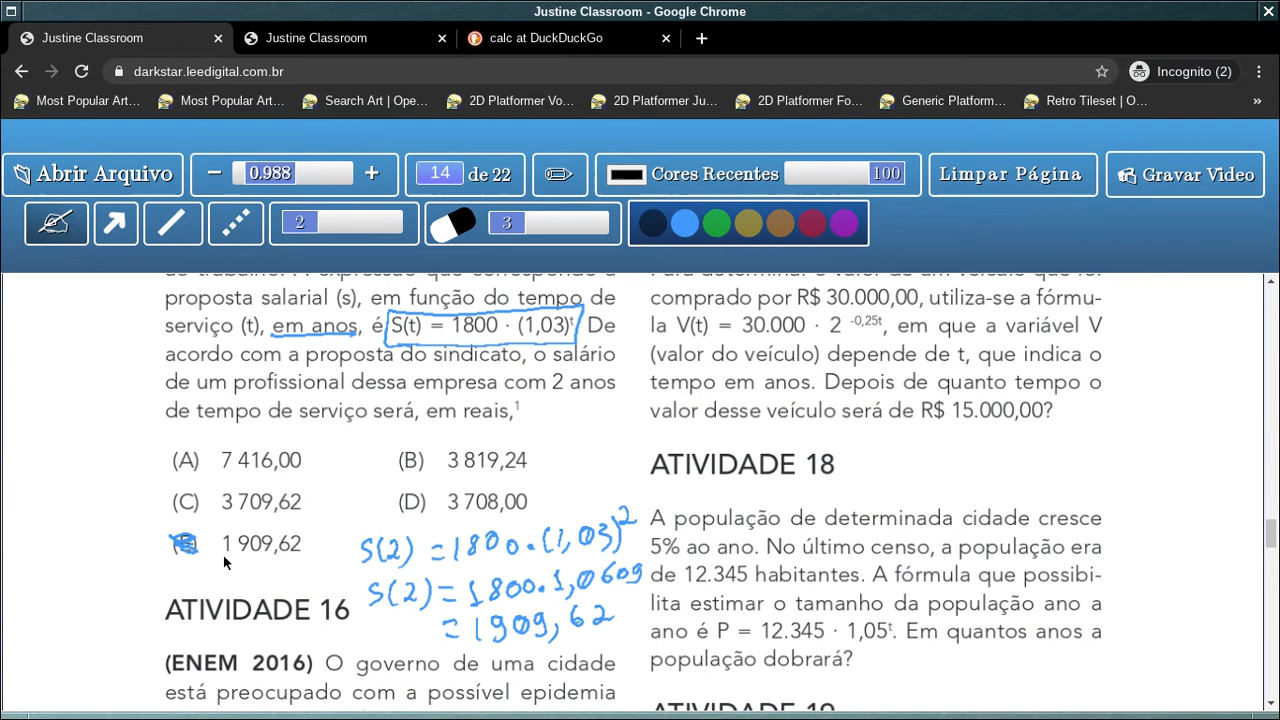 Justine Classroom - Google Chrome
Justine Classroom
Justine Classroom
calc at DuckDuckGo
darkstar.leedigital.com.br
Incognito (2)
Most Popular Art...
Most Popular Art...
Search Art | Ope...
2D Platformer Vo...
2D Platformer Ju...
2D Platformer Fo...
Generic Platform...
Retro Tileset | O...
»
Abrir Arquivo
− 0.988 +
14 de 22
Cores Recentes 100
Limpar Página
Gravar Video
2
3
proposta salarial (s), em função do tempo de
serviço (t), em anos, é S(t) = 1800 · (1,03)ᵗ. De
acordo com a proposta do sindicato, o salário
de um profissional dessa empresa com 2 anos
de tempo de serviço será, em reais,¹
(A) 7 416,00
(B) 3 819,24
(C) 3 709,62
(D) 3 708,00
1 909,62
S(2) = 1800.(1,03)²
S(2) = 1800.1,0609
= 1909,62
ATIVIDADE 16
(ENEM 2016) O governo de uma cidade
está preocupado com a possível epidemia
Para determinar o valor de um veículo que foi
comprado por R$ 30.000,00, utiliza-se a fórmu-
la V(t) = 30.000 · 2 ⁻⁰,²⁵ᵗ, em que a variável V
(valor do veículo) depende de t, que indica o
tempo em anos. Depois de quanto tempo o
valor desse veículo será de R$ 15.000,00?
ATIVIDADE 18
A população de determinada cidade cresce
5% ao ano. No último censo, a população era
era de 12.345 habitantes. A fórmula que possibi-
lita estimar o tamanho da população ano a
ano é P = 12.345 · 1,05ᵗ. Em quantos anos a
população dobrará?